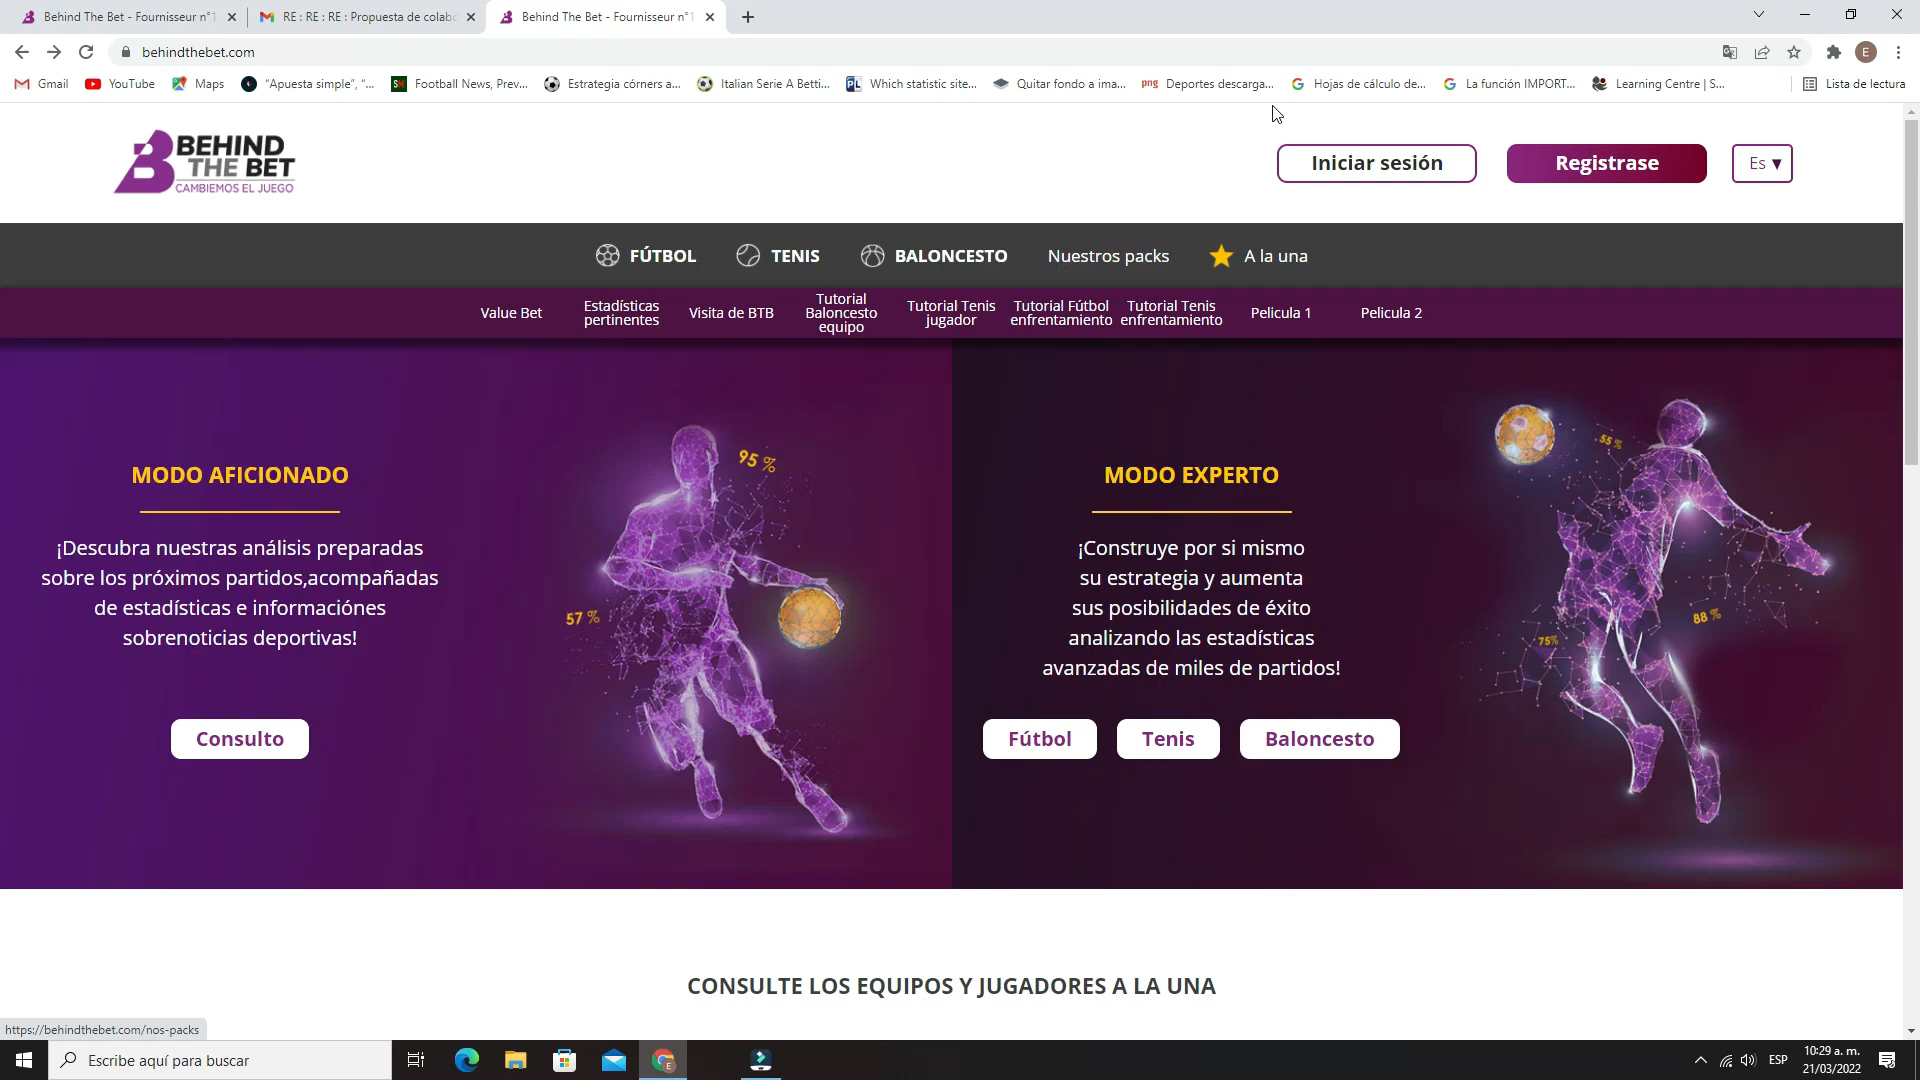 Behind The Bet - Fournisseur n°1
RE : RE : RE : Propuesta de colab
Behind The Bet - Fournisseur n°1
behindthebet.com
Gmail
YouTube
Maps
“Apuesta simple”, “...
Football News, Prev...
Estrategia córners a...
Italian Serie A Betti...
Which statistic site...
Quitar fondo a ima...
png Deportes descarga...
Hojas de cálculo de...
La función IMPORT...
Learning Centre | S...
Lista de lectura
BEHIND
THE BET
CAMBIEMOS EL JUEGO
Iniciar sesión
Registrase
Es ▼
FÚTBOL
TENIS
BALONCESTO
Nuestros packs
A la una
Value Bet
Estadísticas
pertinentes
Visita de BTB
Tutorial
Baloncesto
equipo
Tutorial Tenis
jugador
Tutorial Fútbol
enfrentamiento
Tutorial Tenis
enfrentamiento
Pelicula 1
Pelicula 2
MODO AFICIONADO
¡Descubra nuestras análisis preparadas
sobre los próximos partidos,acompañadas
de estadísticas e informaciónes
sobrenoticias deportivas!
Consulto
95 %
57 %
MODO EXPERTO
¡Construye por si mismo
su estrategia y aumenta
sus posibilidades de éxito
analizando las estadísticas
avanzadas de miles de partidos!
Fútbol
Tenis
Baloncesto
55 %
88 %
75%
CONSULTE LOS EQUIPOS Y JUGADORES A LA UNA
https://behindthebet.com/nos-packs
Escribe aquí para buscar
ESP
10:29 a. m.
21/03/2022